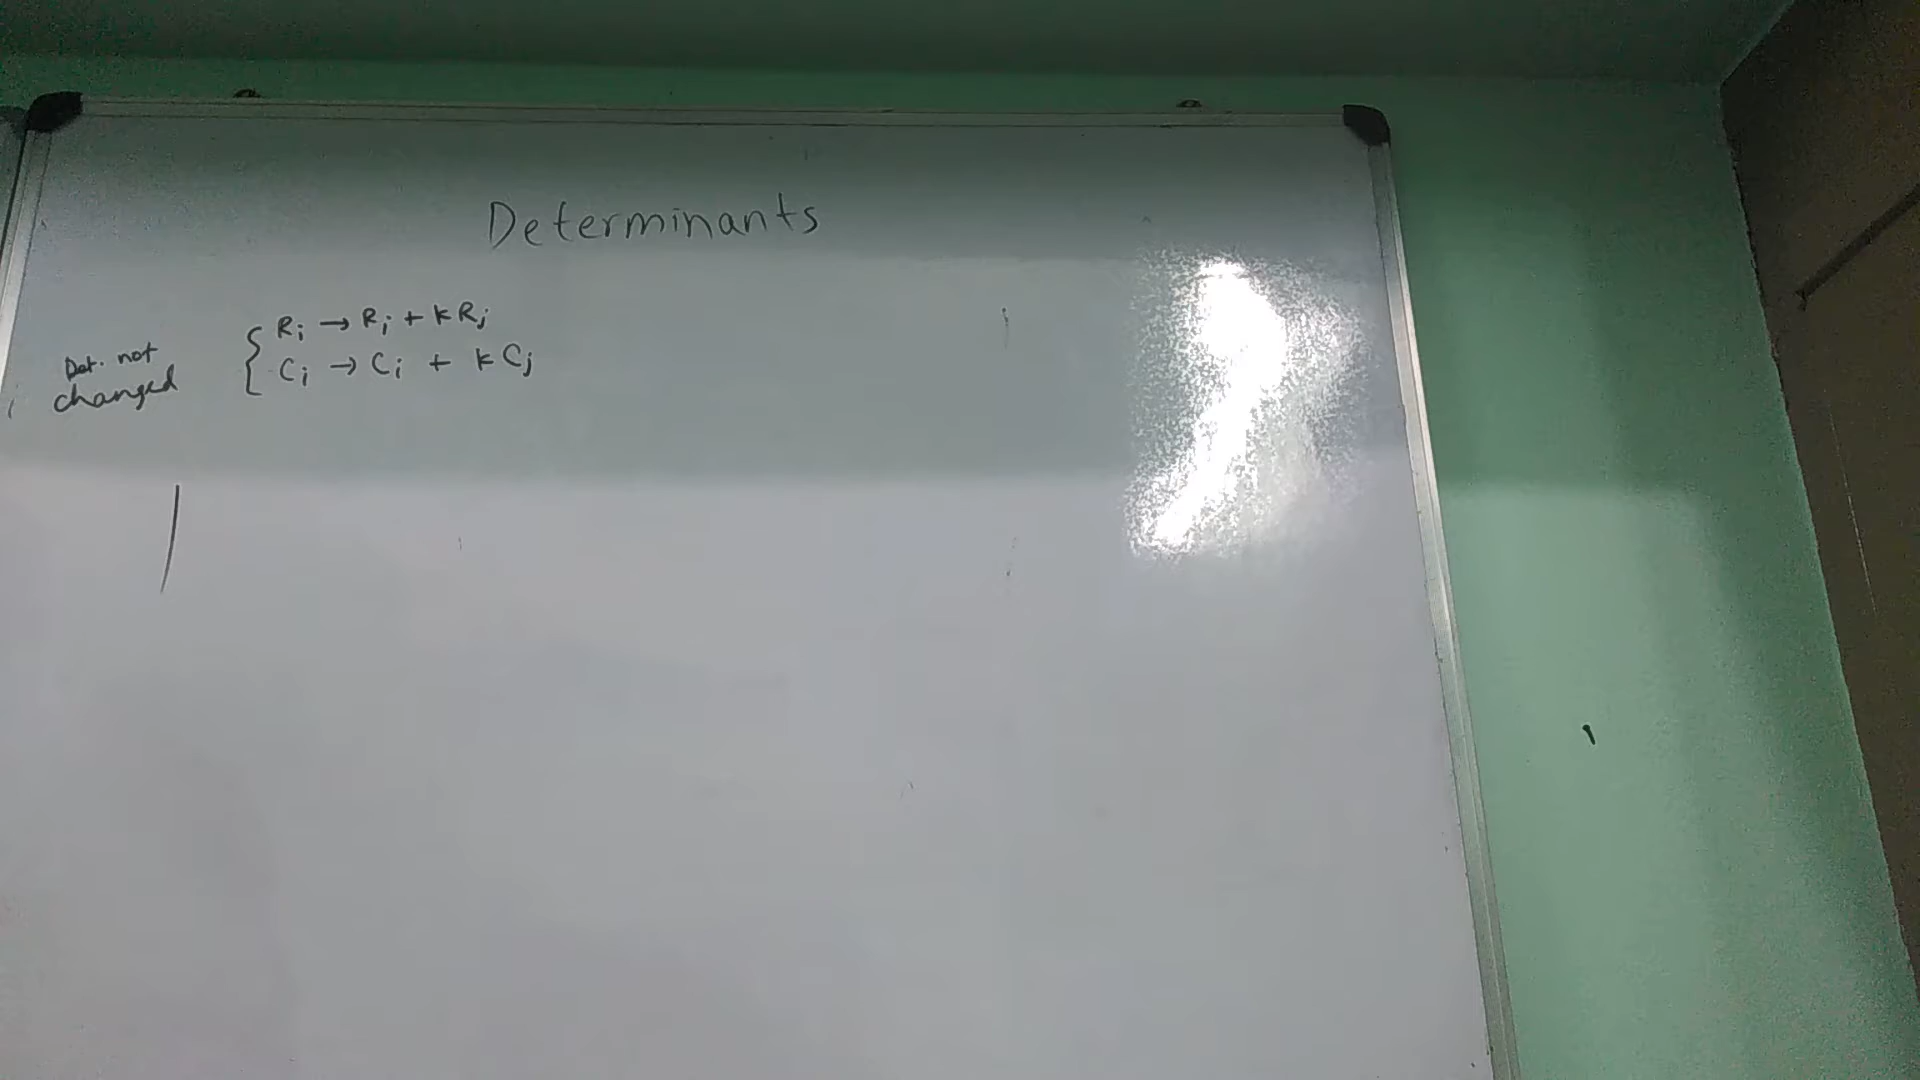 Determinants
Ri → Ri + kRj
Det. not
Ci → Ci + kCj
changed